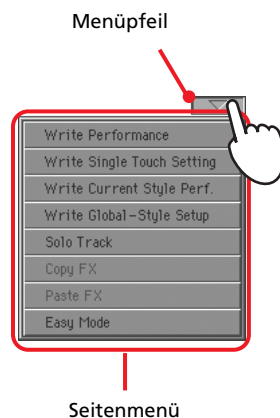 Menüpfeil
Write Performance
Write Single Touch Setting
Write Current Style Perf.
Write Global-Style Setup
Solo Track
Copy FX
Paste FX
Easy Mode
Seitenmenü